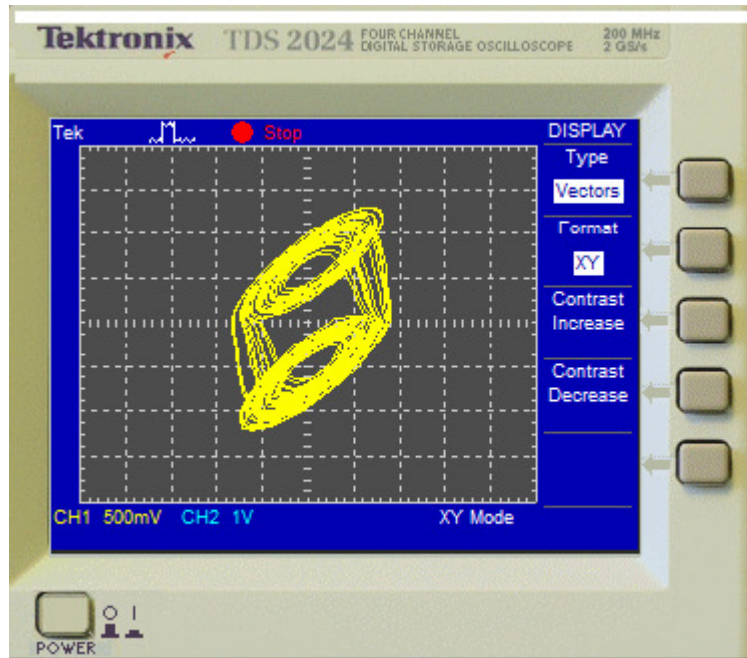 Tektronix TDS 2024 FOUR CHANNEL DIGITAL STORAGE OSCILLOSCOPE 200 MHz 2 GS/s
Tek Stop DISPLAY
Type
Vectors
Format
XY
Contrast
Increase
Contrast
Decrease
CH1 500mV CH2 1V XY Mode
O I
POWER